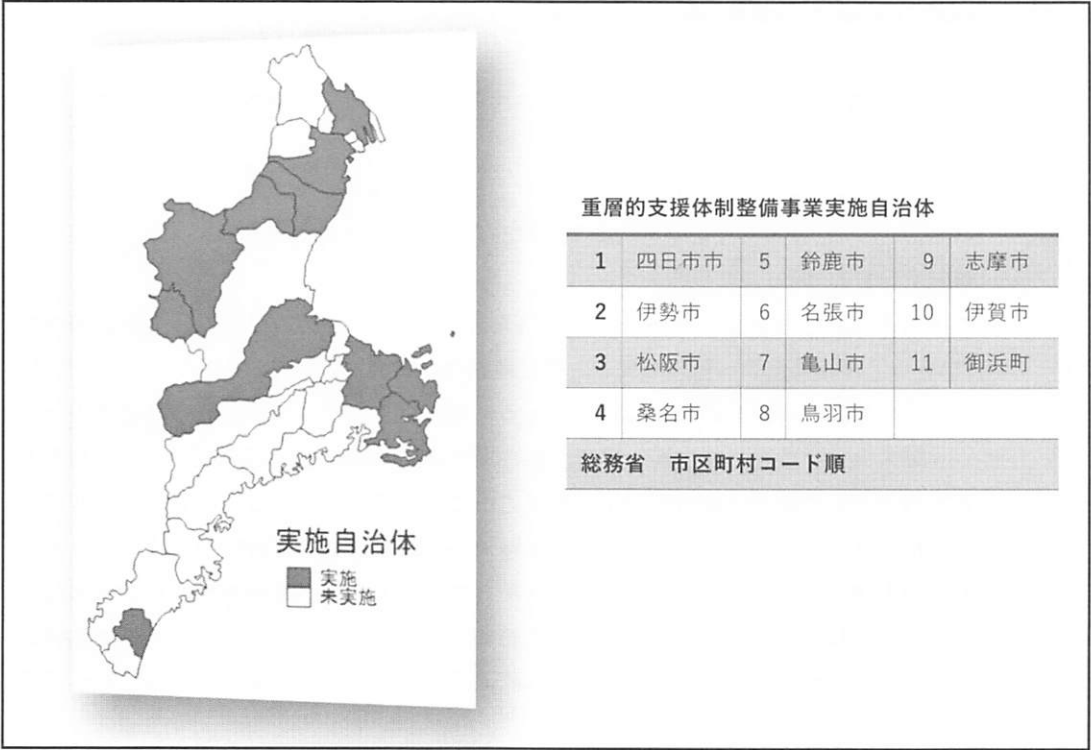 重層的支援体制整備事業実施自治体
1 四日市市 5 鈴鹿市 9 志摩市
2 伊勢市 6 名張市 10 伊賀市
3 松阪市 7 亀山市 11 御浜町
4 桑名市 8 鳥羽市
総務省 市区町村コード順
実施自治体
実施
未実施